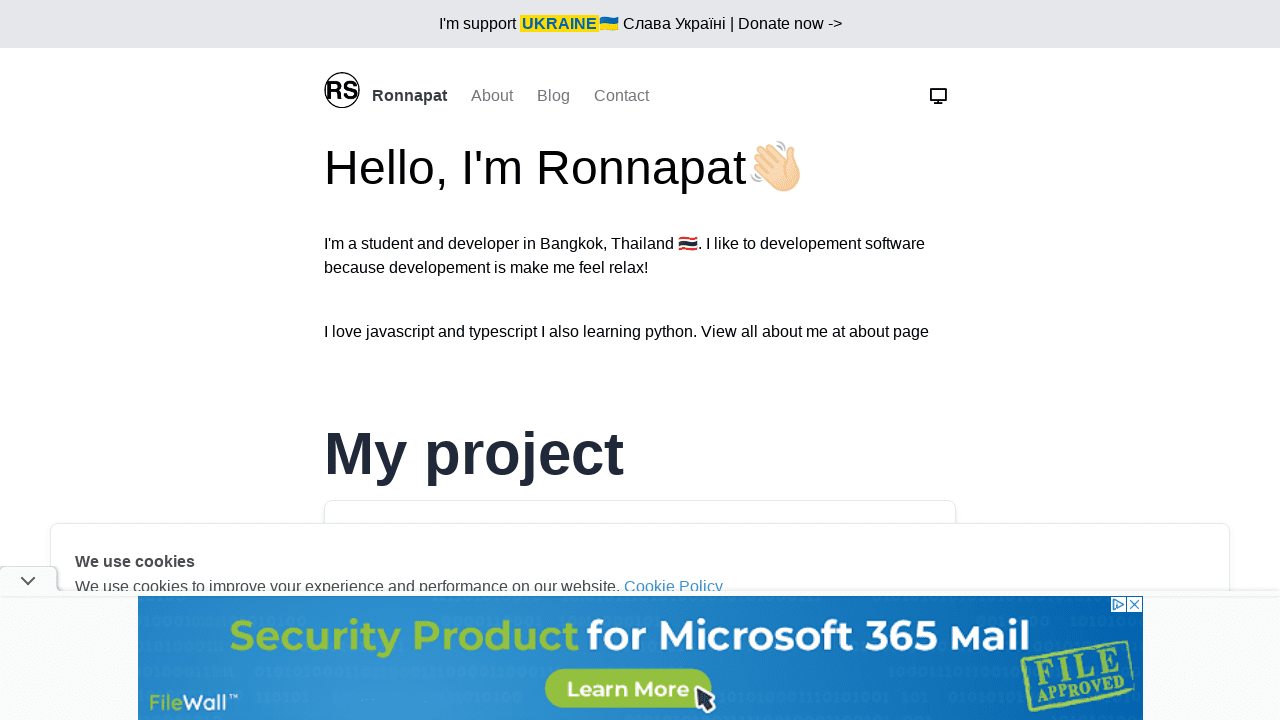 I'm support UKRAINE🇺🇦 Слава Україні | Donate now ->
RS Ronnapat About Blog Contact
Hello, I'm Ronnapat👋🏻
I'm a student and developer in Bangkok, Thailand 🇹🇭. I like to developement software
because developement is make me feel relax!
I love javascript and typescript I also learning python. View all about me at about page
My project
We use cookies
We use cookies to improve your experience and performance on our website. Cookie Policy
Security Product for Microsoft 365 мail
Learn More
FileWall™
FILE
APPROVED